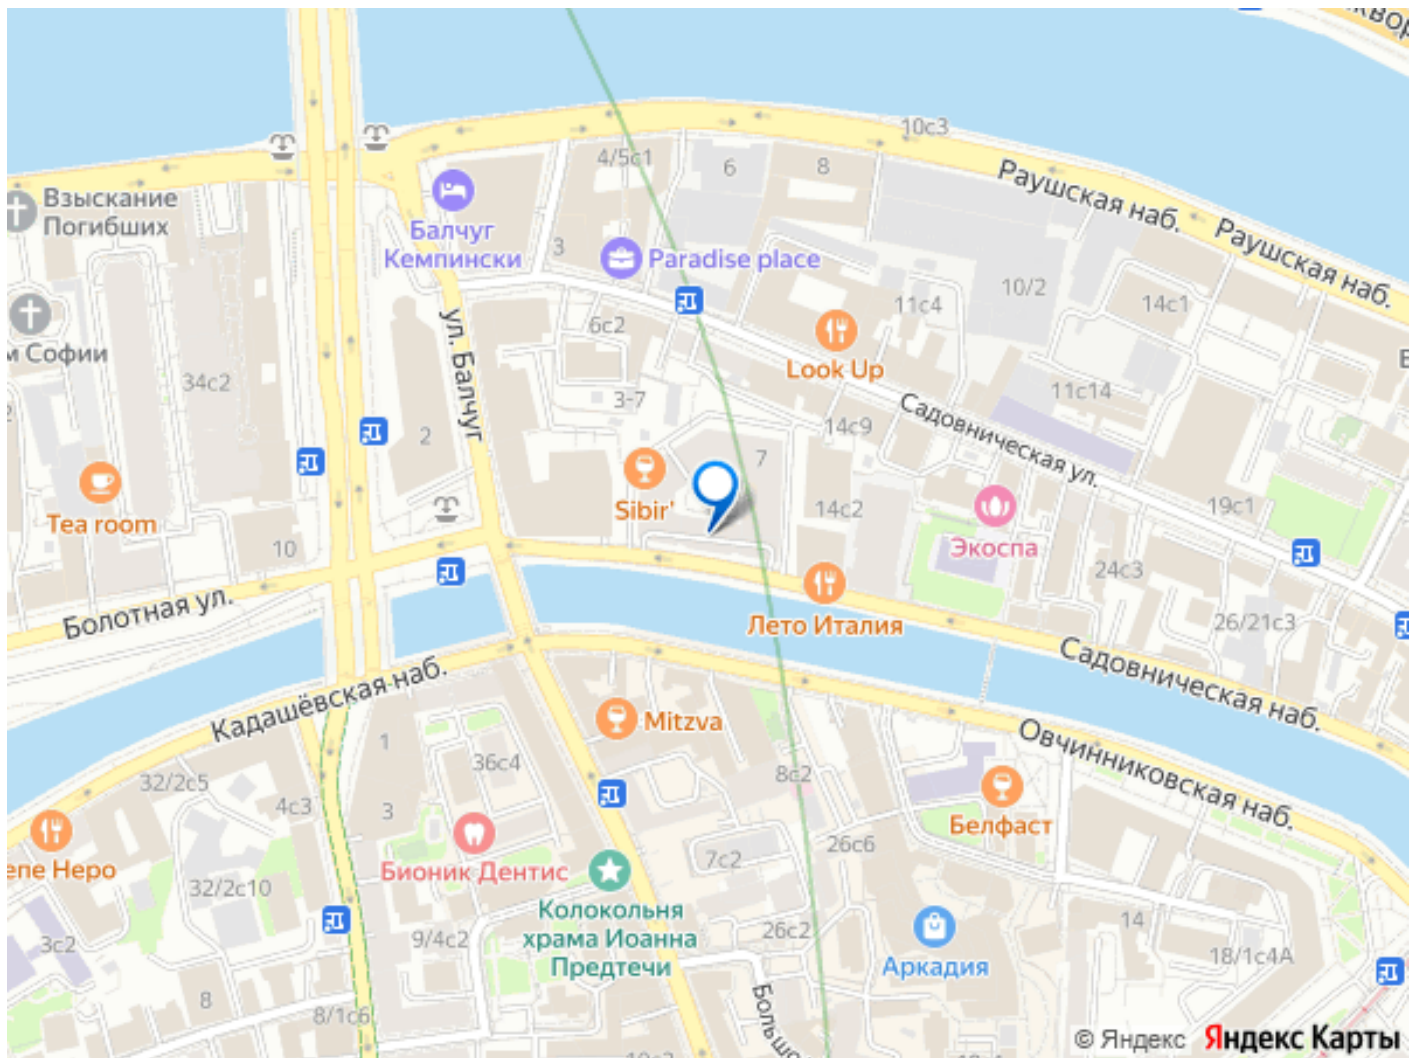 10с3
4/5с1
6
8
Раушская наб.
Взыскание
Погибших
Балчуг
Кемпински
3
Paradise place
Раушская наб.
10/2
14с1
11с4
6с2
м Софии
ул. Балчуг
Look Up
34с2
3-7
11с14
Садовническая ул.
14с9
2
7
Sibir'
Tea room
14с2
19с1
10
Экоспа
24с3
Болотная ул.
Лето Италия
26/21с3
Садовническая наб.
Кадашёвская наб.
Mitzva
Овчинниковская наб.
1
36с4
32/2с5
8с2
4с3
3
Белфаст
26с6
7с2
епе Неро
Бионик Дентис
32/2с10
Колокольня
храма Иоанна
Предтечи
9/4с2
26с2
14
3с2
Аркадия
18/1с4А
8
8/1с6
Большо
© Яндекс
Яндекс Карты